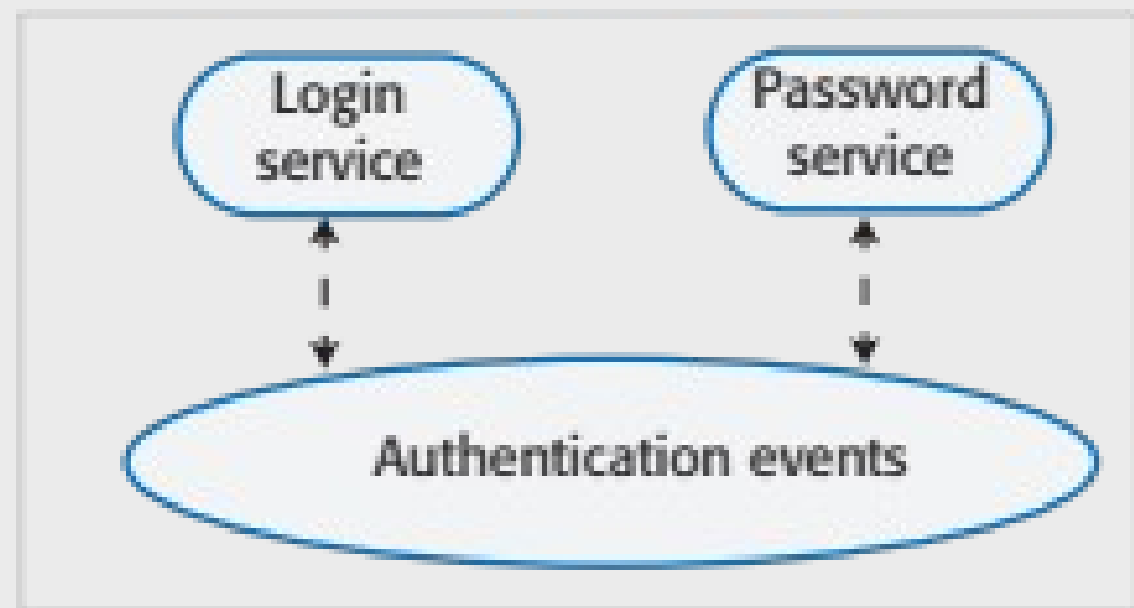 Login
service
Password
service
Authentication events